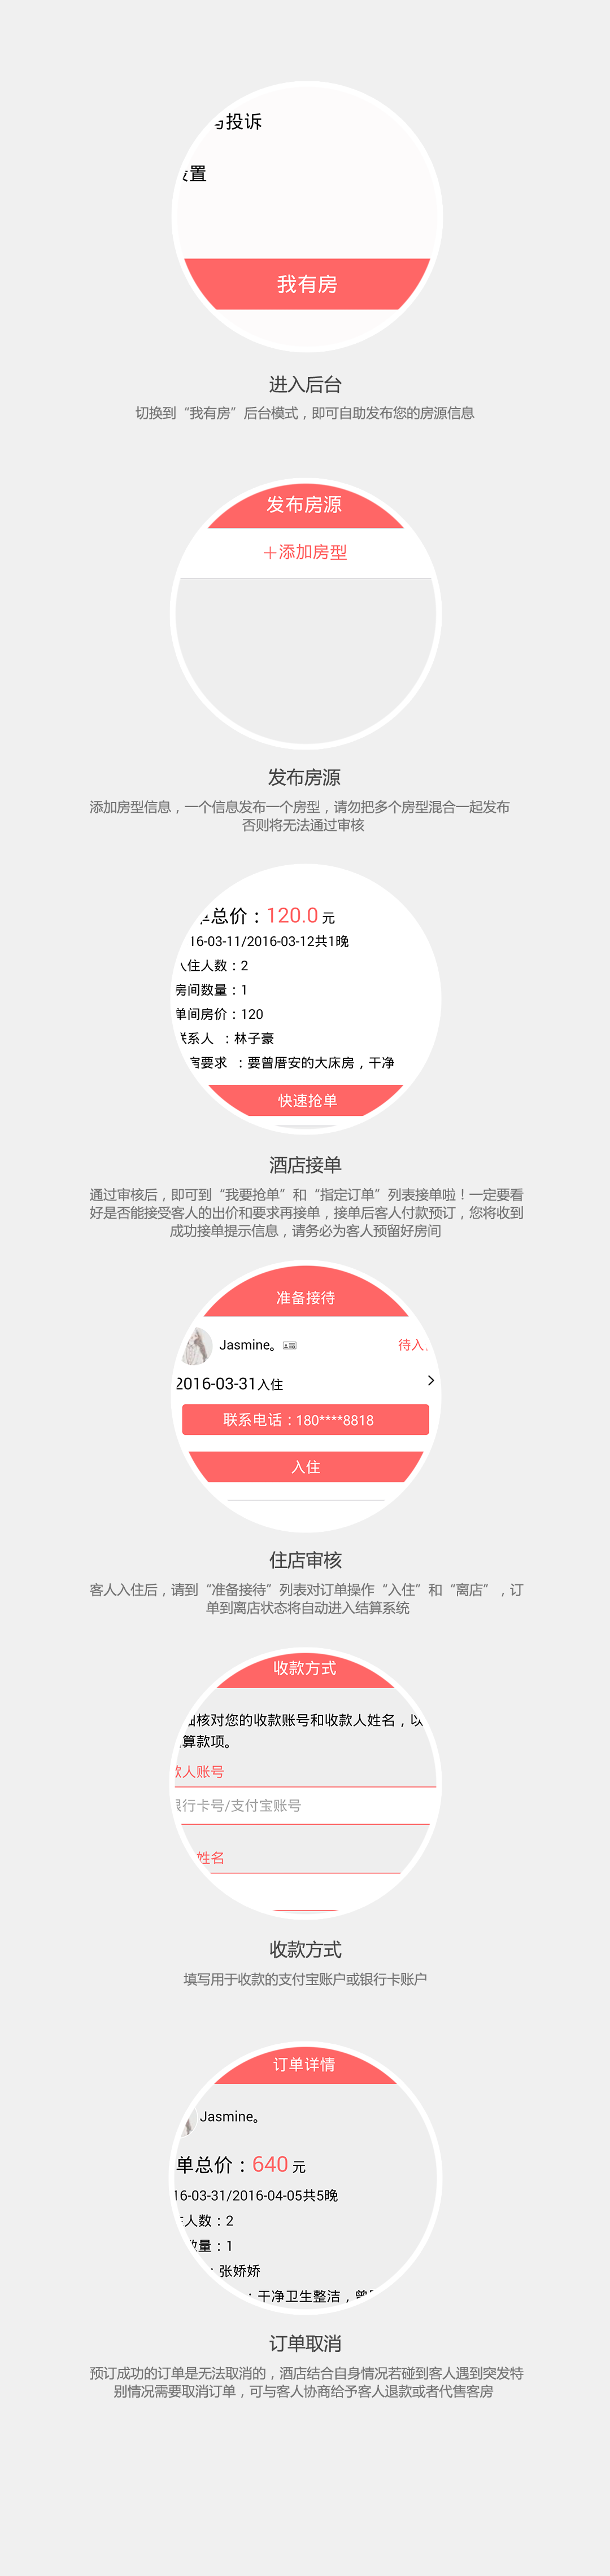 与投诉
设置
我有房
进入后台
切换到“我有房”后台模式，即可自助发布您的房源信息
发布房源
＋添加房型
发布房源
添加房型信息，一个信息发布一个房型，请勿把多个房型混合一起发布
否则将无法通过审核
单总价：120.0 元
16-03-11/2016-03-12共1晚
入住人数：2
房间数量：1
单间房价：120
联系人 ：林子豪
宿要求 ：要曾厝安的大床房，干净
快速抢单
酒店接单
通过审核后，即可到“我要抢单”和“指定订单”列表接单啦！一定要看
好是否能接受客人的出价和要求再接单，接单后客人付款预订，您将收到
成功接单提示信息，请务必为客人预留好房间
准备接待
Jasmine。
待入
2016-03-31入住
联系电话：180****8818
入住
住店审核
客人入住后，请到“准备接待”列表对订单操作“入住”和“离店”，订
单到离店状态将自动进入结算系统
收款方式
细核对您的收款账号和收款人姓名，以
算款项。
款人账号
银行卡号/支付宝账号
姓名
收款方式
填写用于收款的支付宝账户或银行卡账户
订单详情
Jasmine。
单总价：640 元
16-03-31/2016-04-05共5晚
住人数：2
数量：1
：张娇娇
：干净卫生整洁，曾
订单取消
预订成功的订单是无法取消的，酒店结合自身情况若碰到客人遇到突发特
别情况需要取消订单，可与客人协商给予客人退款或者代售客房